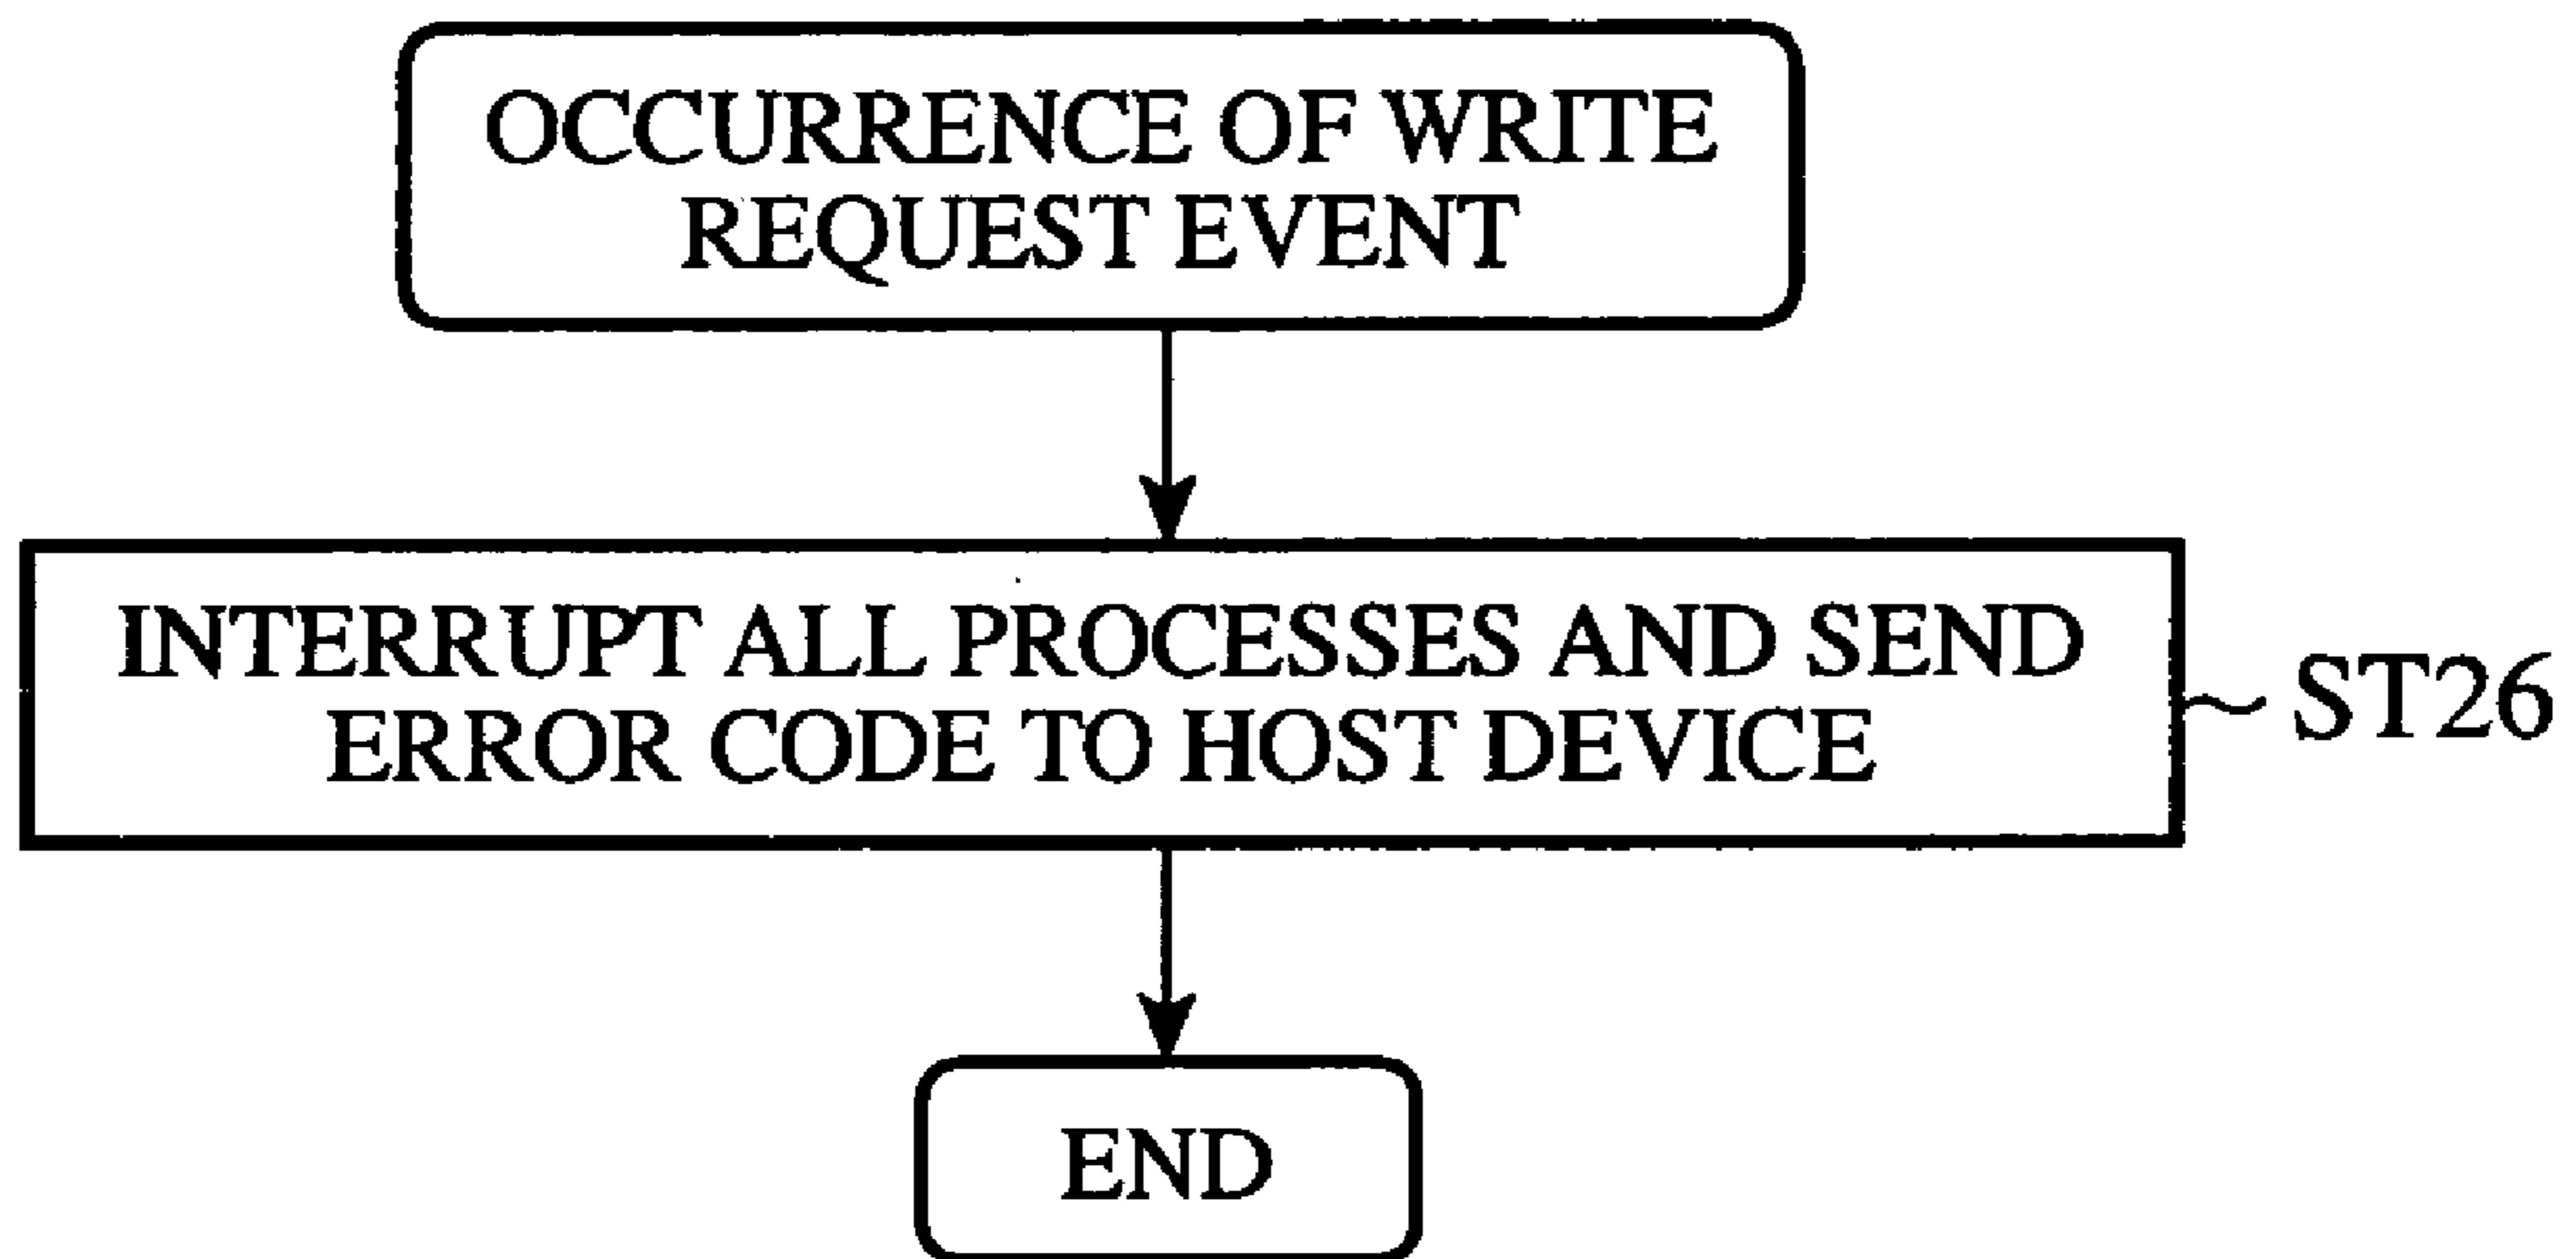 OCCURRENCE OF WRITE
REQUEST EVENT
INTERRUPT ALL PROCESSES AND SEND
ERROR CODE TO HOST DEVICE
ST26
END